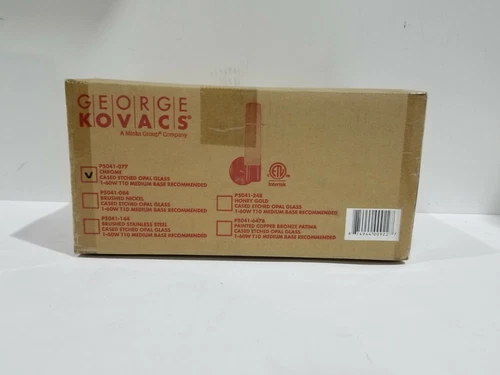 GEORGE
KOVACS®
A Minka Group® Company
P5041-077
CHROME
CASED ETCHED OPAL GLASS
1-60W T10 MEDIUM BASE RECOMMENDED
P5041-084
BRUSHED NICKEL
CASED ETCHED OPAL GLASS
1-60W T10 MEDIUM BASE RECOMMENDED
P5041-144
BRUSHED STAINLESS STEEL
CASED ETCHED OPAL GLASS
1-60W T10 MEDIUM BASE RECOMMENDED
ETL
Intertek
P5041-248
HONEY GOLD
CASED ETCHED OPAL GLASS
1-60W T10 MEDIUM BASE RECOMMENDED
P5041-647B
PAINTED COPPER BRONZE PATINA
CASED ETCHED OPAL GLASS
1-60W T10 MEDIUM BASE RECOMMENDED